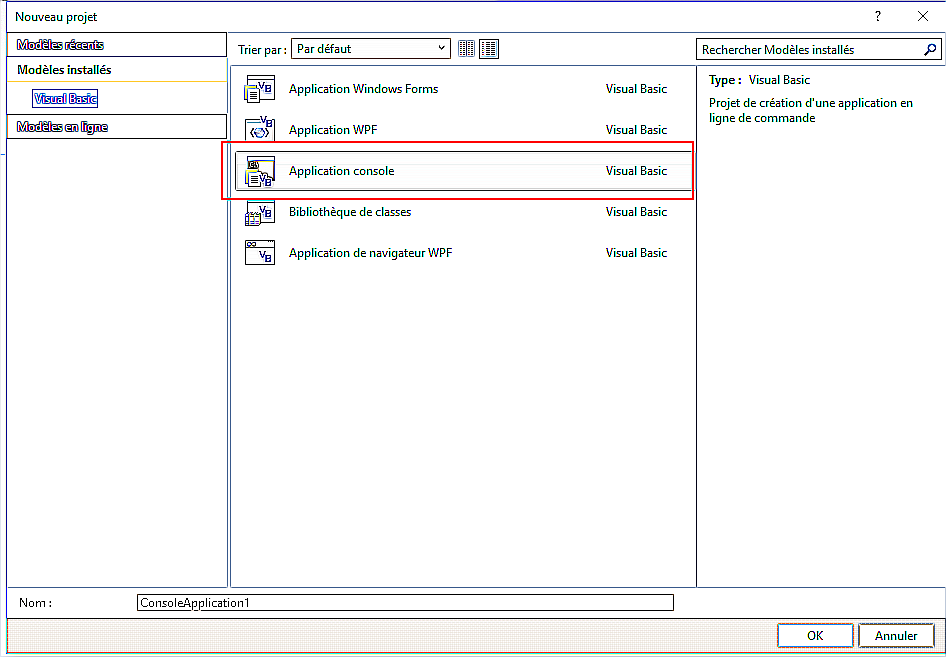 Nouveau projet
?
Modèles récents
Modèles installés
Visual Basic
Modèles en ligne
Trier par :
Par défaut
Rechercher Modèles installés
Application Windows Forms
Visual Basic
Application WPF
Visual Basic
Application console
Visual Basic
Bibliothèque de classes
Visual Basic
Application de navigateur WPF
Visual Basic
Type : Visual Basic
Projet de création d'une application en
ligne de commande
Nom :
ConsoleApplication1
OK
Annuler